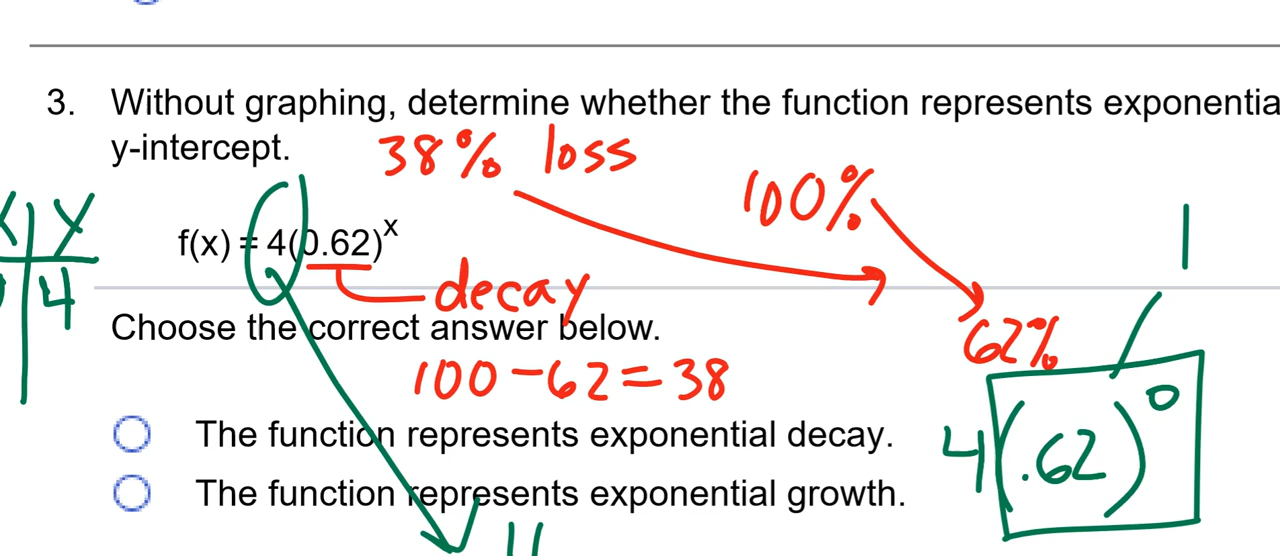 3. Without graphing, determine whether the function represents exponentia
y-intercept.
38% loss
100%
x y
4
f(x) = 4(0.62)^x
1
decay
Choose the correct answer below.
62%
100 - 62 = 38
The function represents exponential decay.
4(.62)^0
The function represents exponential growth.